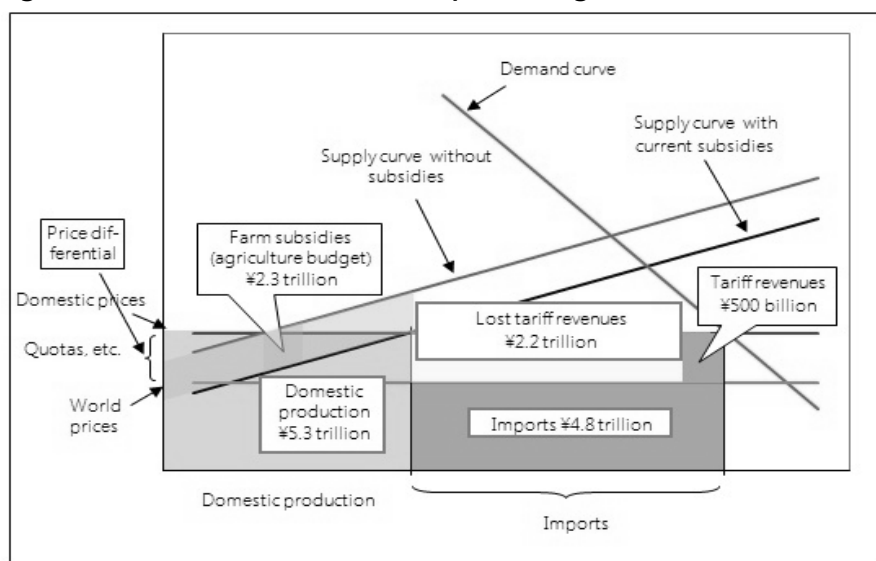 Demand curve
Supply curve with
current subsidies
Supply curve without
subsidies
Price dif-
ferential
Farm subsidies
(agriculture budget)
¥2.3 trillion
Tariff revenues
¥500 billion
Domestic prices
Lost tariff revenues
¥2.2 trillion
Quotas, etc.
Domestic
production
¥5.3 trillion
World
prices
Imports ¥4.8 trillion
Domestic production
Imports